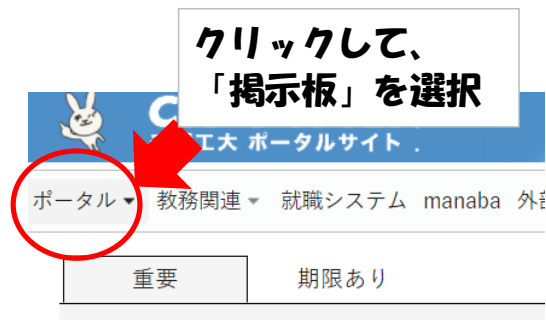 クリックして、
「掲示板」を選択
C
工大 ポータルサイト .
ポータル 教務関連 就職システム manaba 外部
重要 期限あり